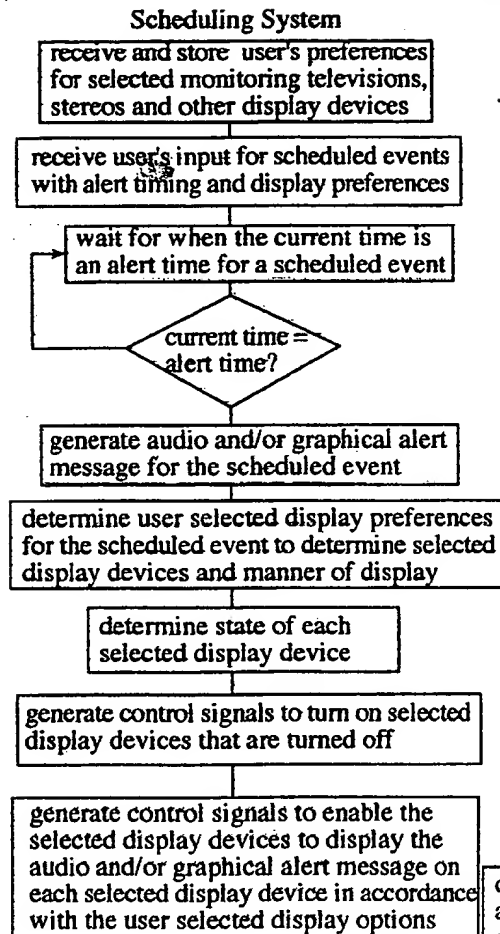 Scheduling System
receive and store user's preferences
for selected monitoring televisions,
stereos and other display devices
receive user's input for scheduled events
with alert timing and display preferences
wait for when the current time is
an alert time for a scheduled event
current time =
alert time?
generate audio and/or graphical alert
message for the scheduled event
determine user selected display preferences
for the scheduled event to determine selected
display devices and manner of display
determine state of each
selected display device
generate control signals to turn on selected
display devices that are turned off
generate control signals to enable the
selected display devices to display the
audio and/or graphical alert message on
each selected display device in accordance
with the user selected display options